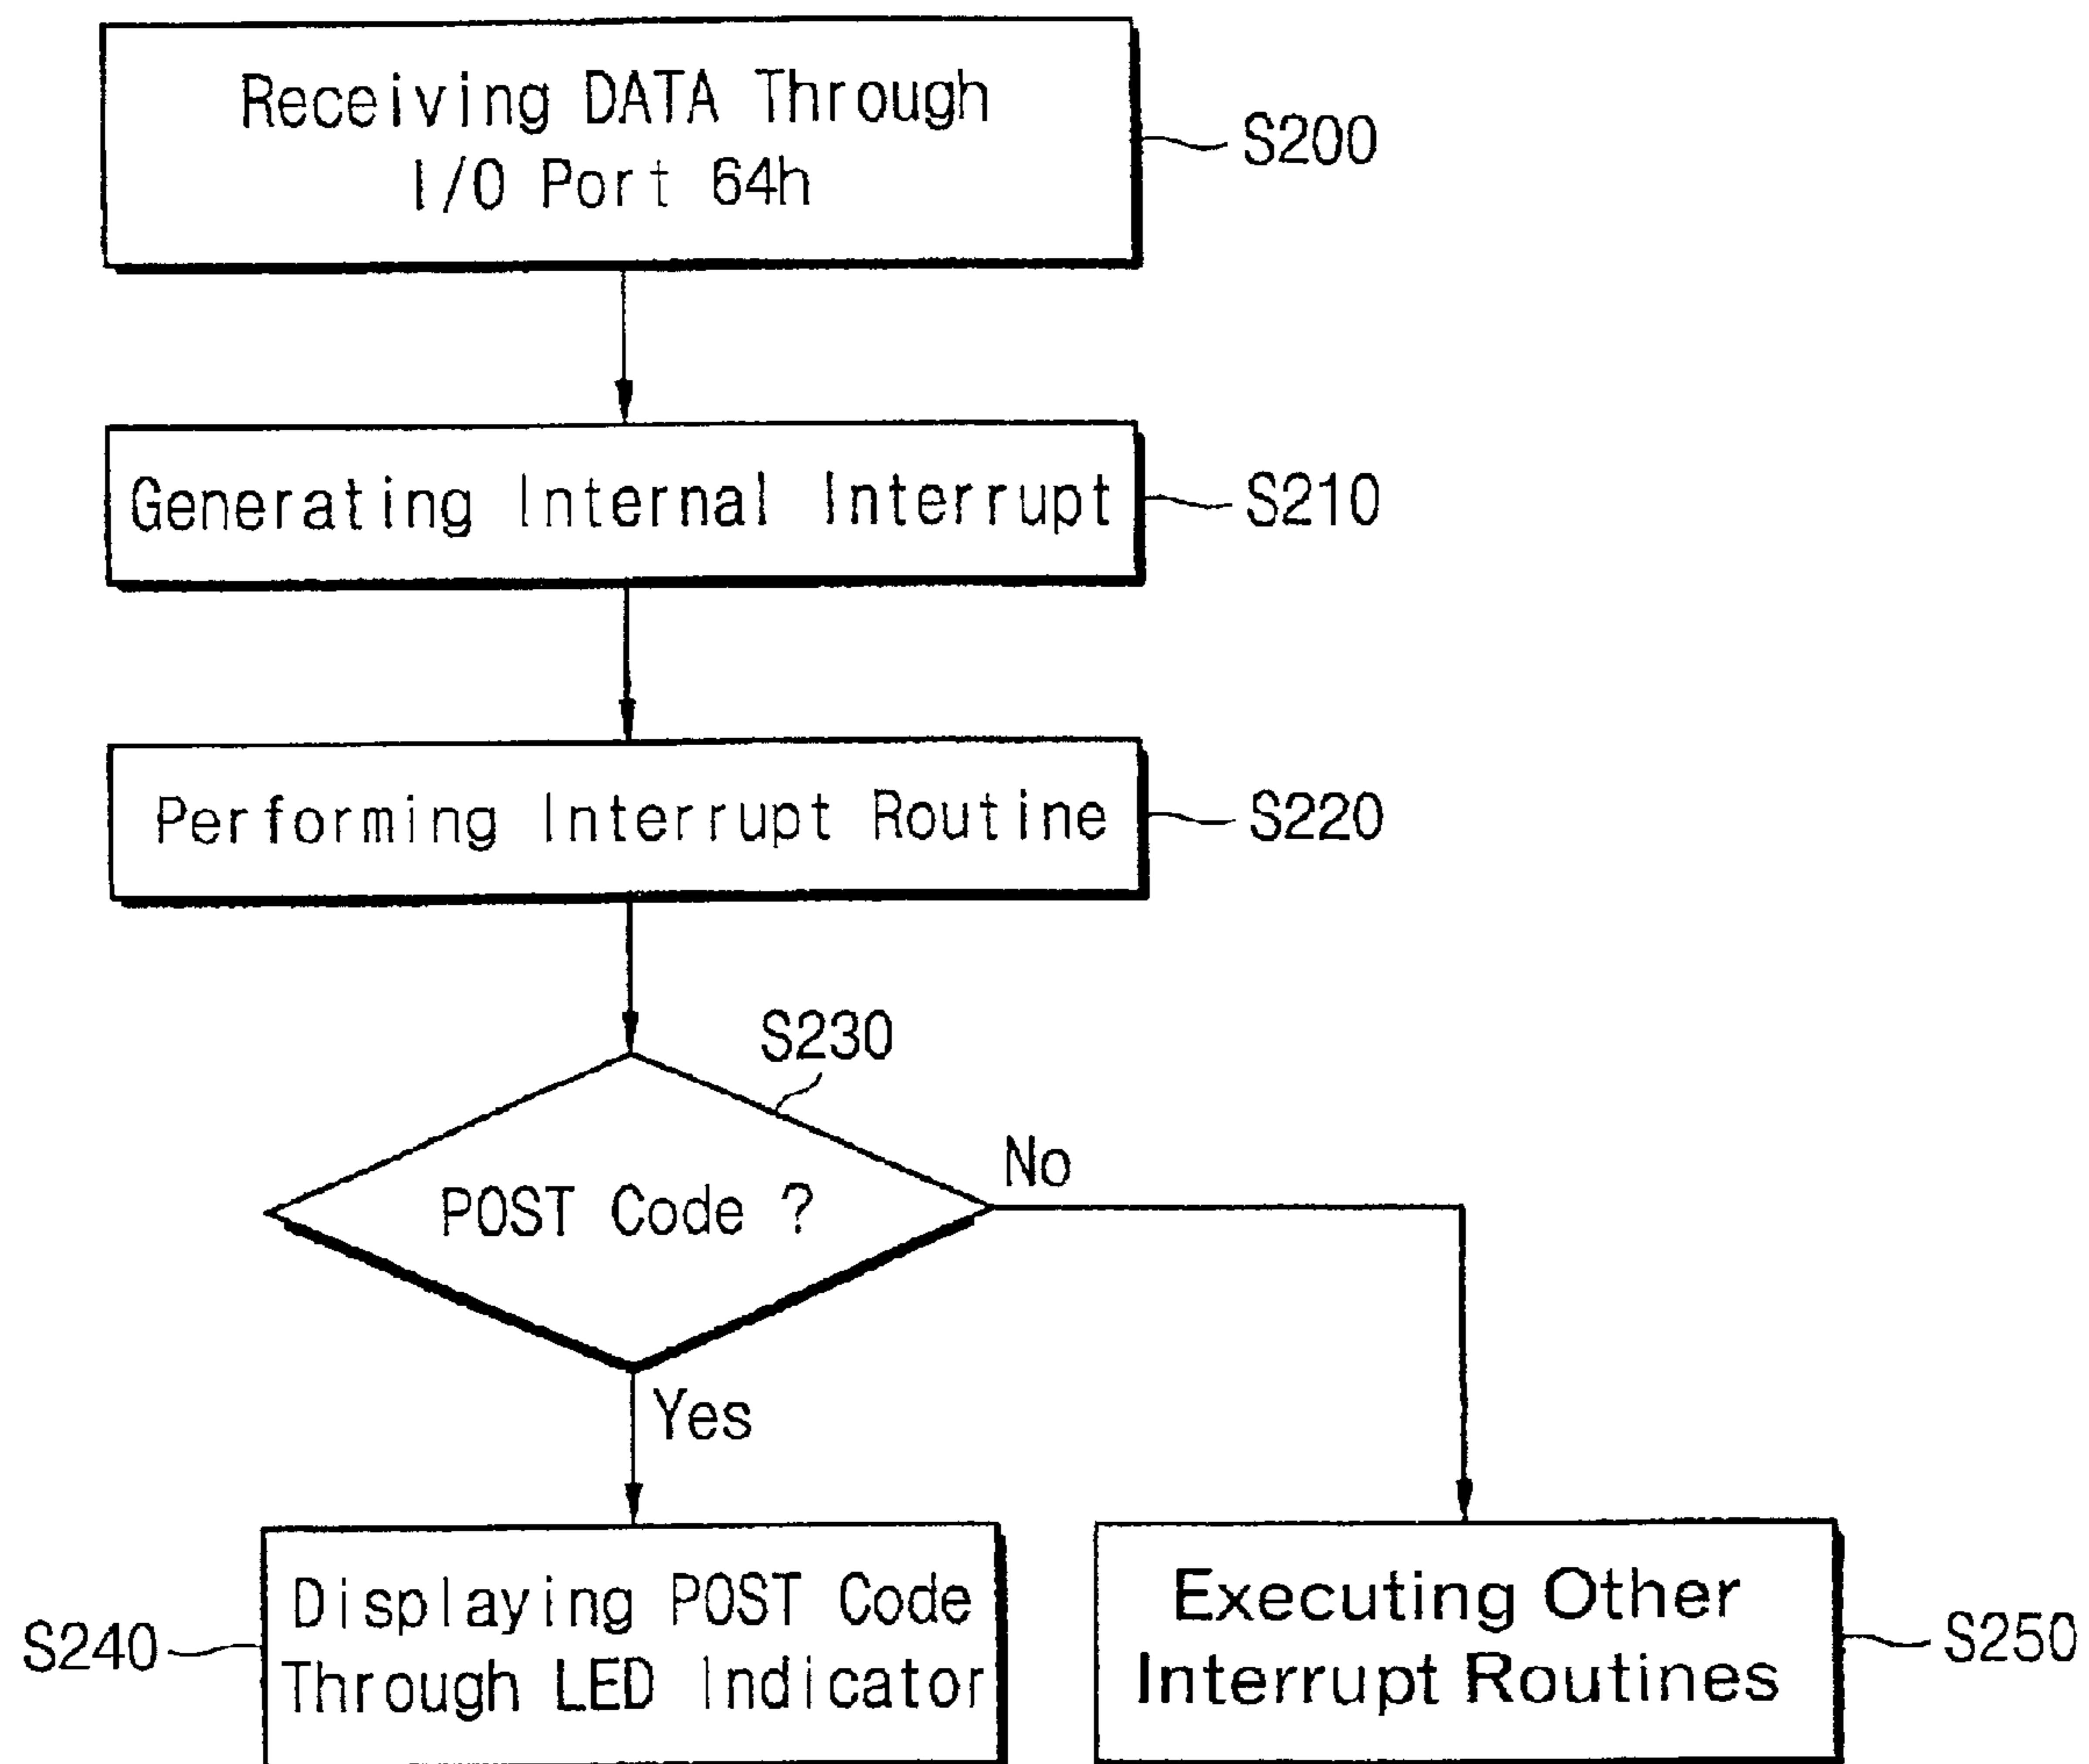 Receiving DATA Through
I/O Port 64h
S200
Generating Internal Interrupt
S210
Performing Interrupt Routine
S220
S230
POST Code ?
No
Yes
Displaying POST Code
Through LED Indicator
S240
Executing Other
Interrupt Routines
S250